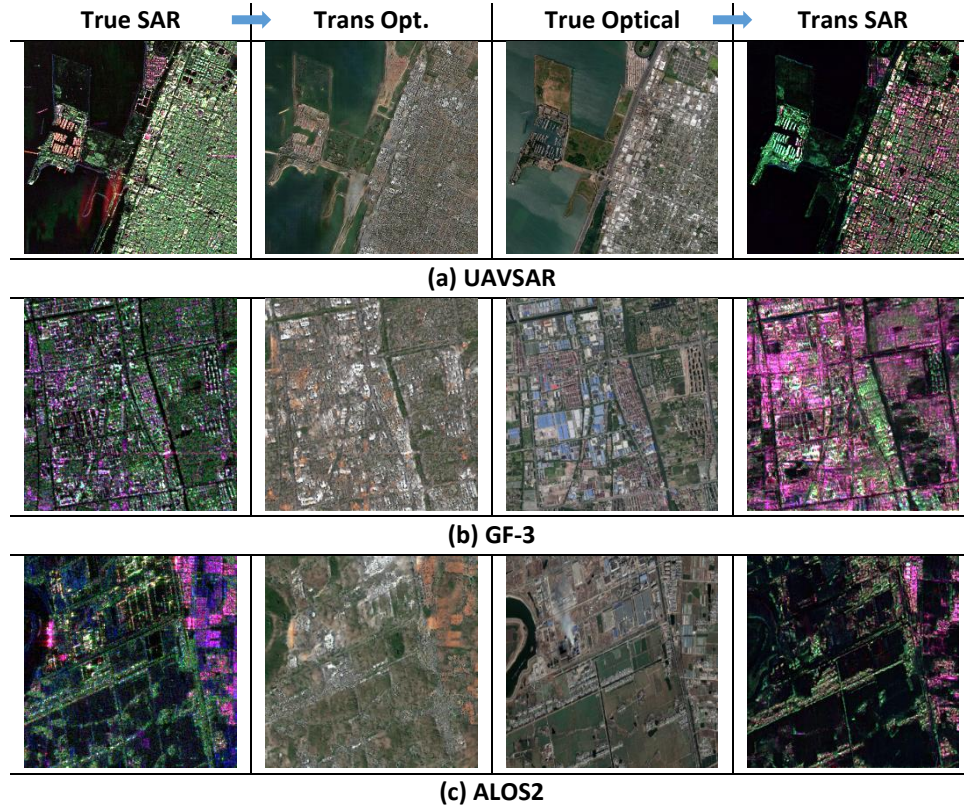 True SAR Trans Opt. True Optical Trans SAR
(a) UAVSAR
(b) GF-3
(c) ALOS2